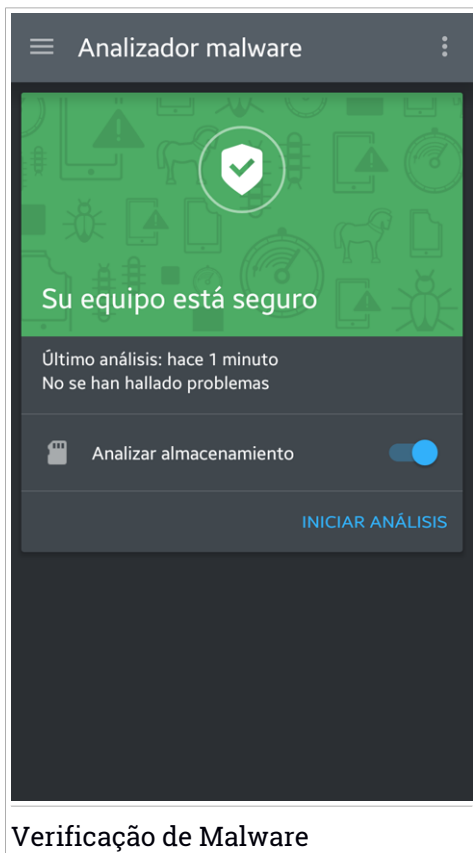 Analizador malware
Su equipo está seguro
Último análisis: hace 1 minuto
No se han hallado problemas
Analizar almacenamiento
INICIAR ANÁLISIS
Verificação de Malware